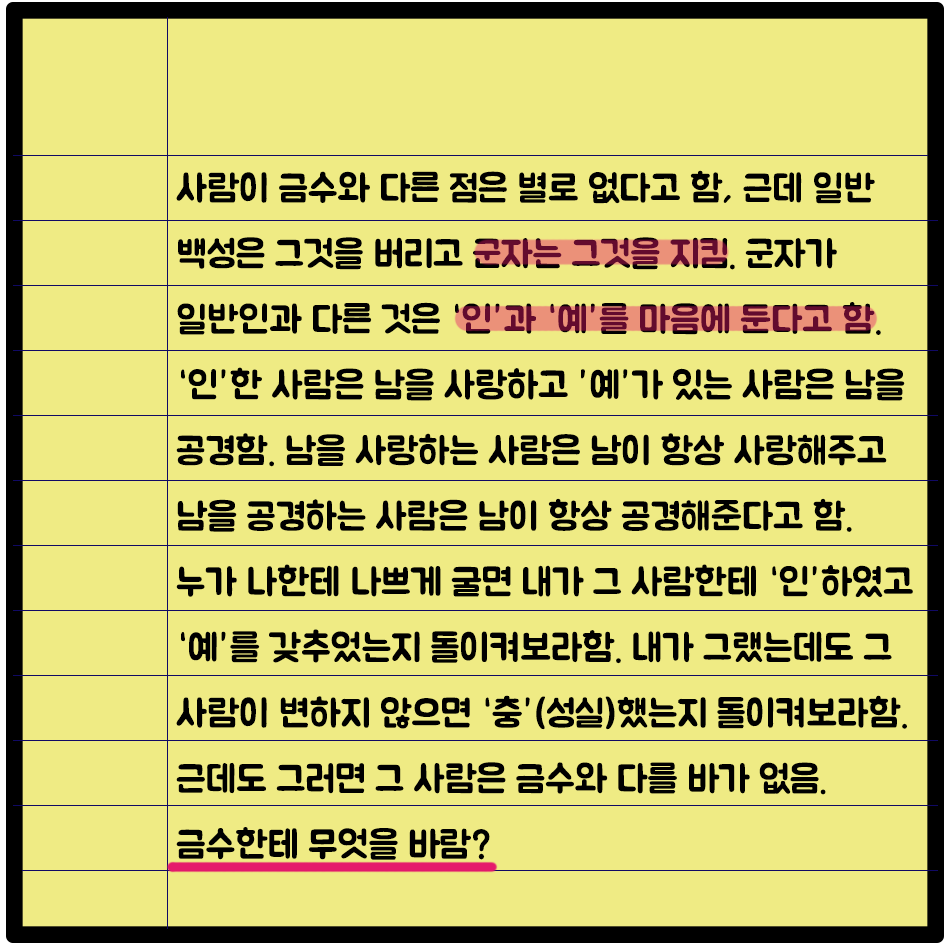 사람이 금수와 다른 점은 별로 없다고 함, 근데 일반
백성은 그것을 버리고 군자는 그것을 지킴. 군자가
일반인과 다른 것은 '인'과 '예'를 마음에 둔다고 함.
'인'한 사람은 남을 사랑하고 '예'가 있는 사람은 남을
공경함. 남을 사랑하는 사람은 남이 항상 사랑해주고
남을 공경하는 사람은 남이 항상 공경해준다고 함.
누가 나한테 나쁘게 굴면 내가 그 사람한테 '인'하였고
'예'를 갖추었는지 돌이켜보라함. 내가 그랬는데도 그
사람이 변하지 않으면 '충'(성실)했는지 돌이켜보라함.
근데도 그러면 그 사람은 금수와 다를 바가 없음.
금수한테 무엇을 바람?